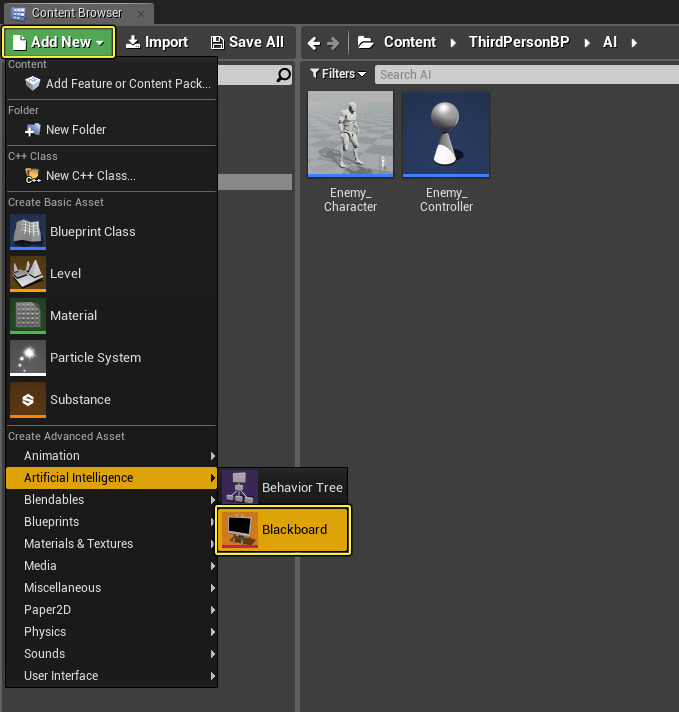 Content Browser
Add New
Import
Save All
Content
ThirdPersonBP
AI
Filters
Search AI
Content
Add Feature or Content Pack...
Folder
New Folder
C++ Class
New C++ Class...
Create Basic Asset
Blueprint Class
Level
Material
Particle System
Substance
Create Advanced Asset
Animation
Artificial Intelligence
Blendables
Blueprints
Materials & Textures
Media
Miscellaneous
Paper2D
Physics
Sounds
User Interface
Behavior Tree
Blackboard
Enemy_
Character
Enemy_
Controller